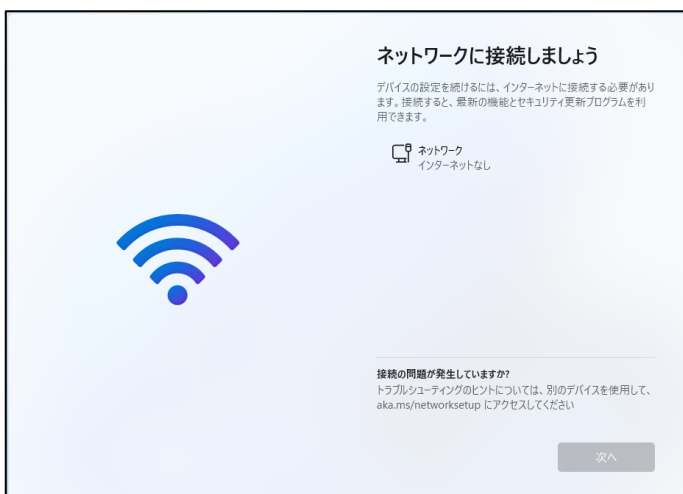 ネットワークに接続しましょう
デバイスの設定を続けるには、インターネットに接続する必要があり
ます。接続すると、最新の機能とセキュリティ更新プログラムを利
用できます。
ネットワーク
インターネットなし
接続の問題が発生していますか?
トラブルシューティングのヒントについては、別のデバイスを使用して、
aka.ms/networksetup にアクセスしてください
次へ